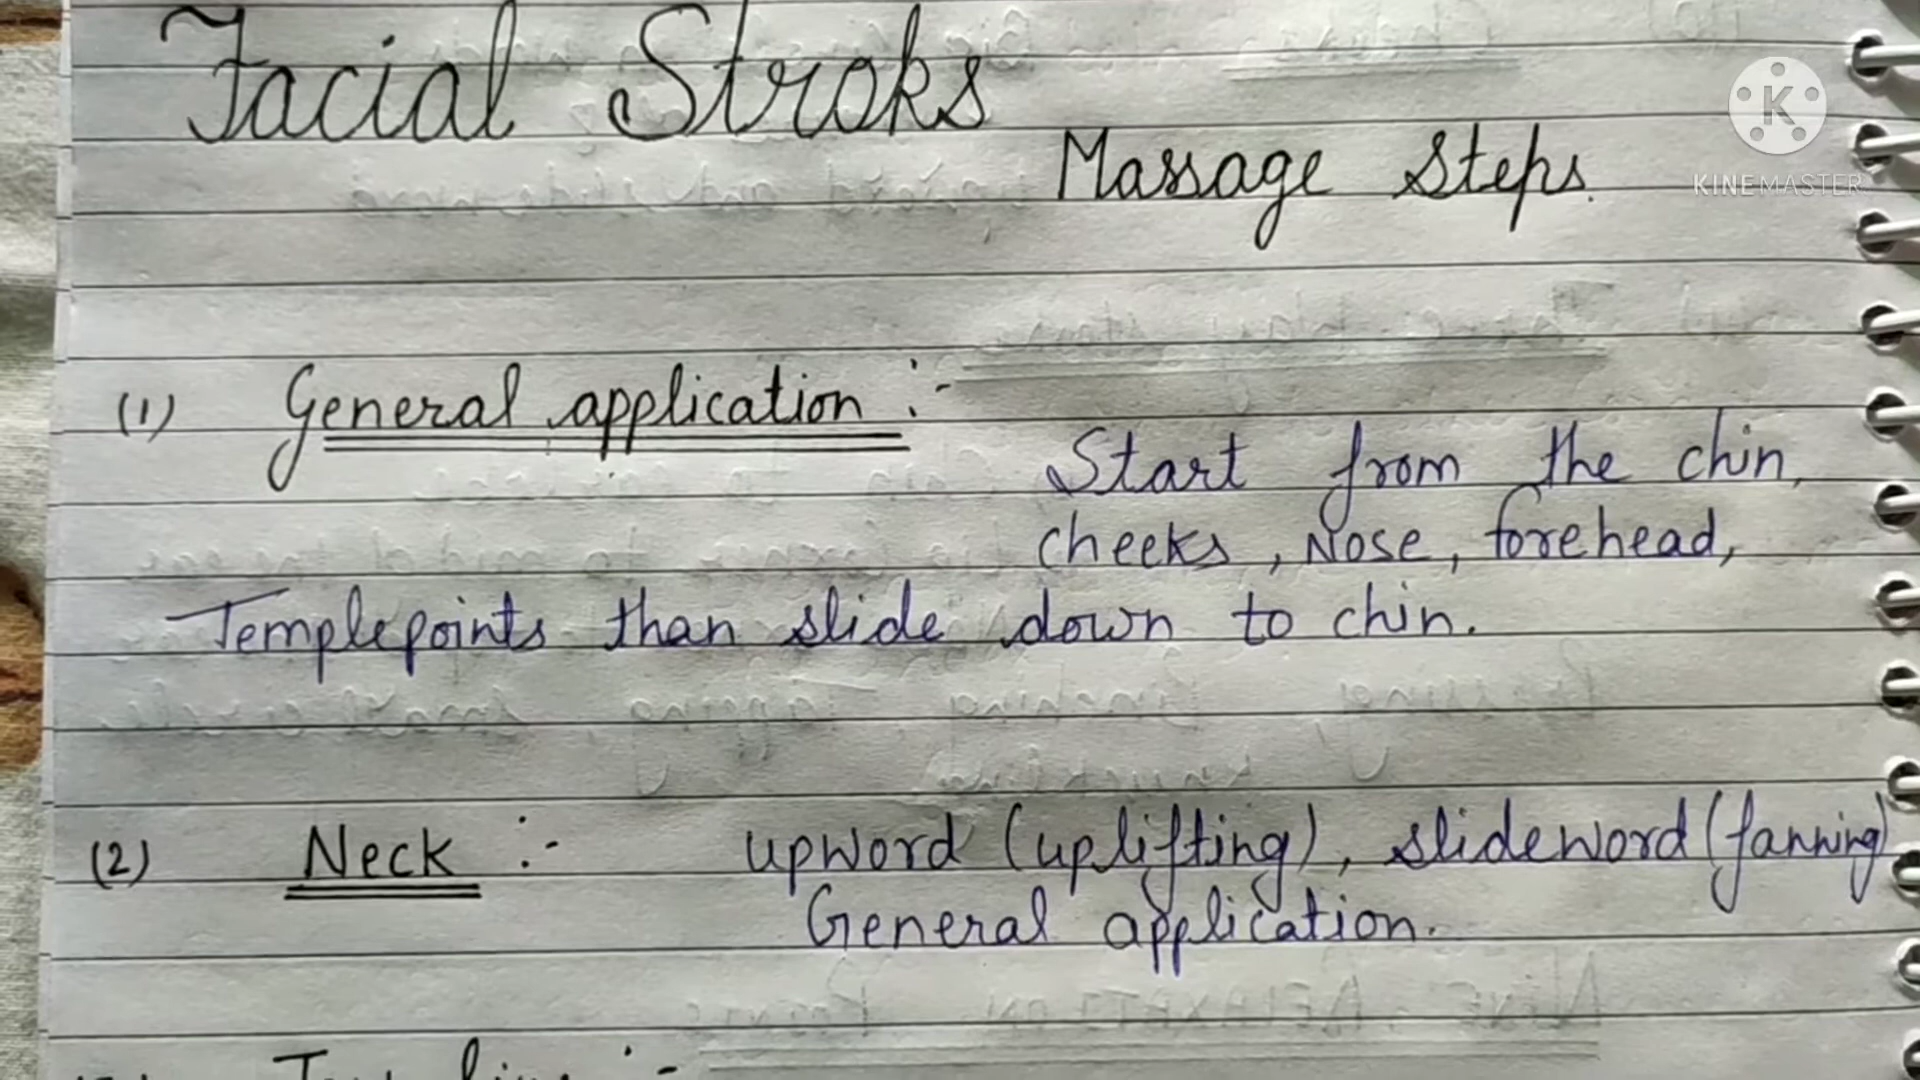 Facial Stroks
Massage Steps.
K
KINEMASTER
(1) General application :-
Start from the chin,
cheeks, Nose, forehead,
Templepoints than slide down to chin.
(2) Neck :- upword (uplifting), slideword (fanning)
General application.